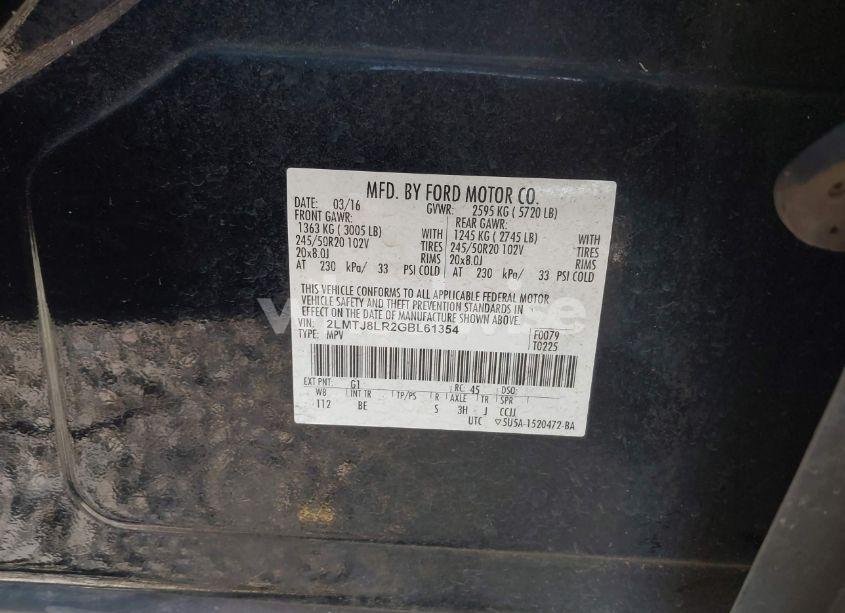 MFD. BY FORD MOTOR CO.
DATE: 03/16 GVWR: 2595 KG ( 5720 LB)
FRONT GAWR: REAR GAWR:
1363 KG ( 3005 LB) WITH 1245 KG ( 2745 LB) WITH
245/50R20 102V TIRES 245/50R20 102V TIRES
20x8.0J RIMS 20x8.0J RIMS
AT 230 kPa/ 33 PSI COLD AT 230 kPa/ 33 PSI COLD
THIS VEHICLE CONFORMS TO ALL APPLICABLE FEDERAL MOTOR
VEHICLE SAFETY AND THEFT PREVENTION STANDARDS IN
EFFECT ON THE DATE OF MANUFACTURE SHOWN ABOVE.
VIN: 2LMTJ8LR2GBL61354 F0079
TYPE: MPV T0225
EXT PNT: G1 RC: 45 DSO:
WB INT TR TP/PS R AXLE TR SPR
112 BE S 3H J CCJJ
UTC ▽5U5A-1520472-BA